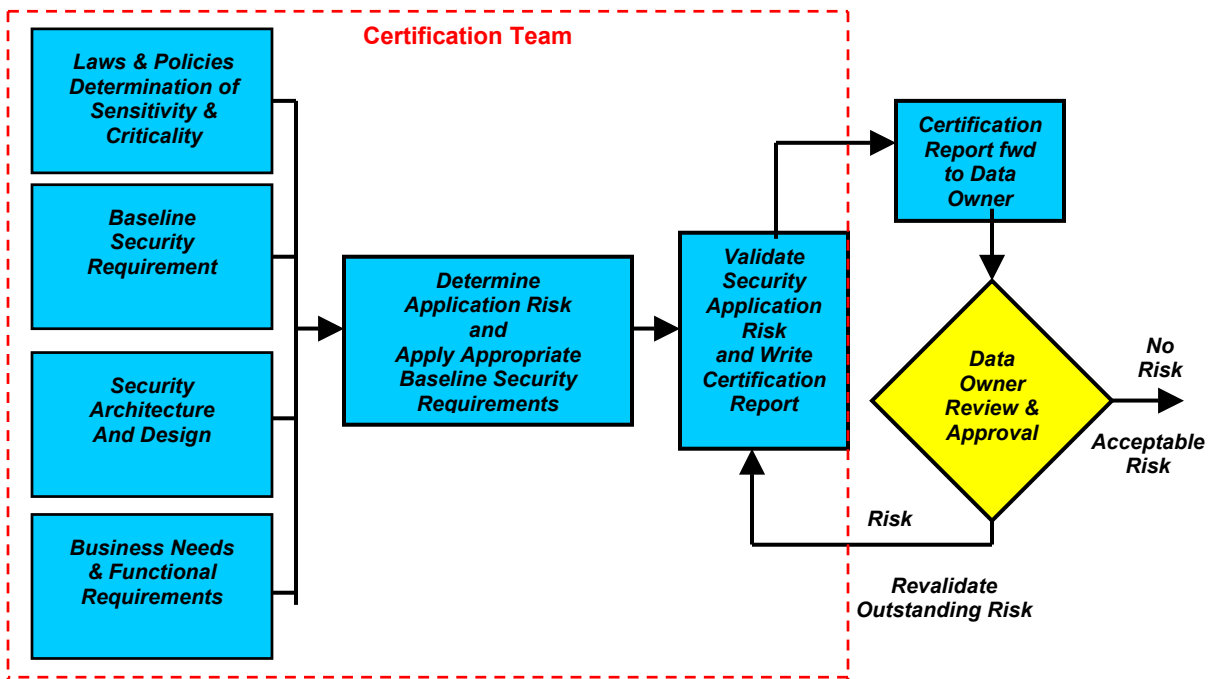 Certification Team
Laws & Policies
Determination of
Sensitivity &
Criticality
Baseline
Security
Requirement
Security
Architecture
And Design
Business Needs
& Functional
Requirements
Determine
Application Risk
and
Apply Appropriate
Baseline Security
Requirements
Validate
Security
Application
Risk
and Write
Certification
Report
Certification
Report fwd
to Data
Owner
Data
Owner
Review &
Approval
No
Risk
Acceptable
Risk
Risk
Revalidate
Outstanding Risk